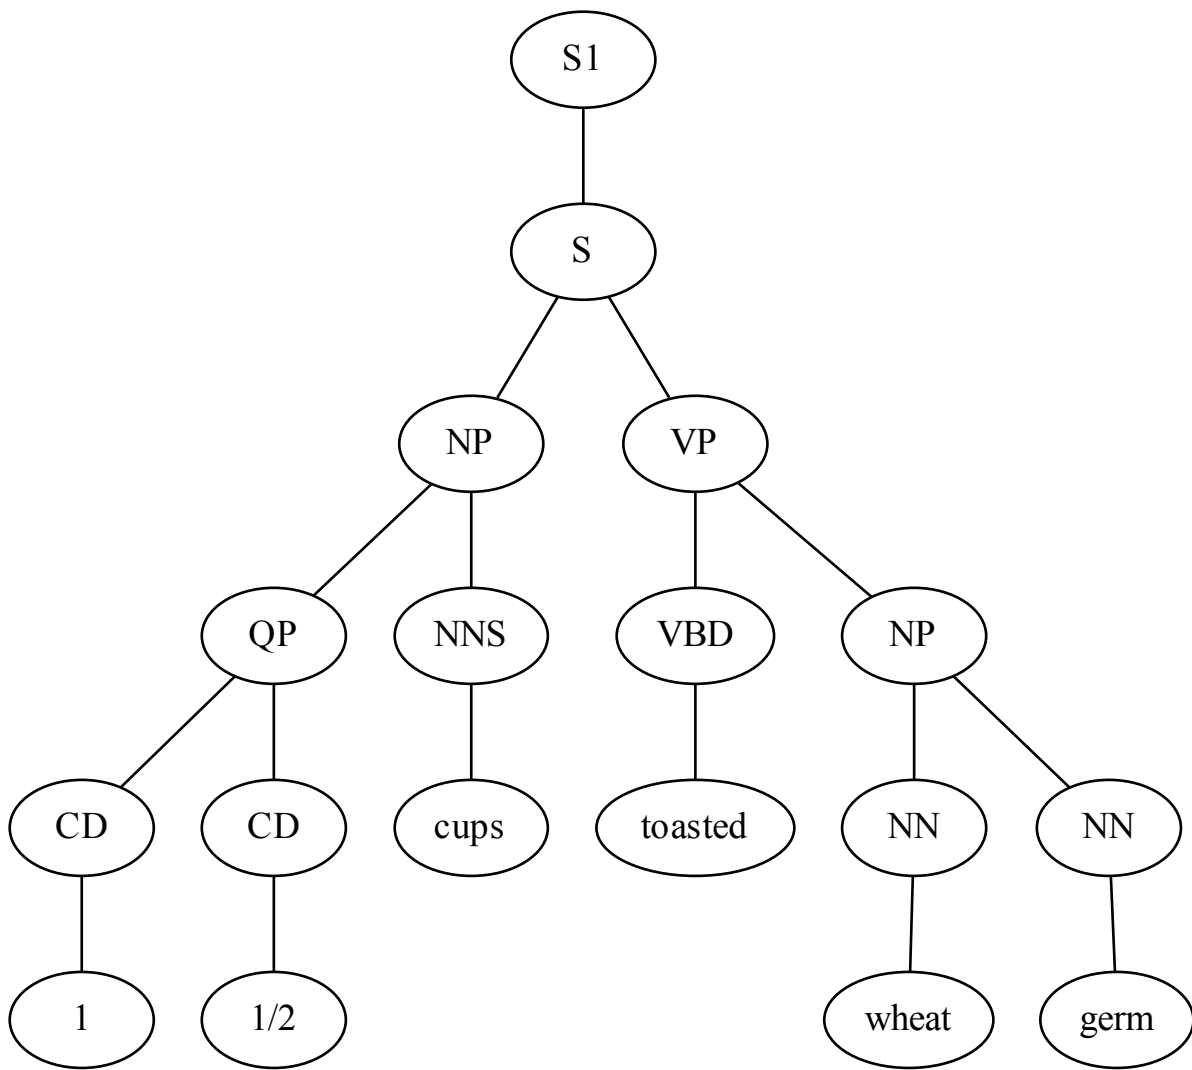 S1
S
NP VP
QP NNS VBD NP
CD CD cups toasted NN NN
1 1/2 wheat germ